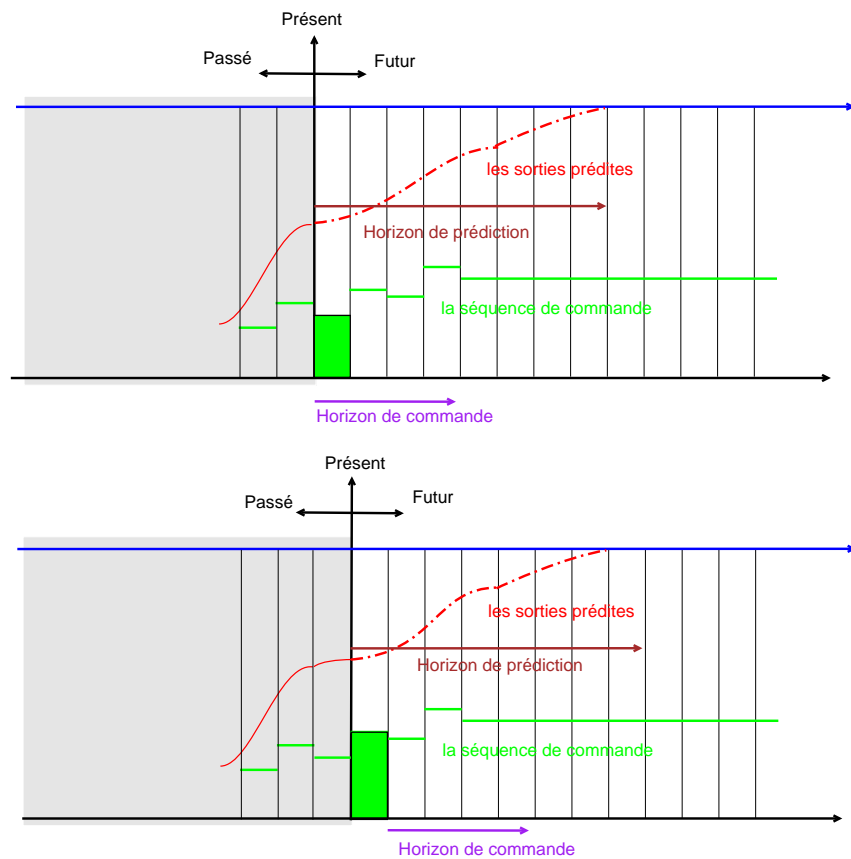 Présent
Passé
Futur
les sorties prédites
Horizon de prédiction
la séquence de commande
Horizon de commande
Présent
Passé
Futur
les sorties prédites
Horizon de prédiction
la séquence de commande
Horizon de commande